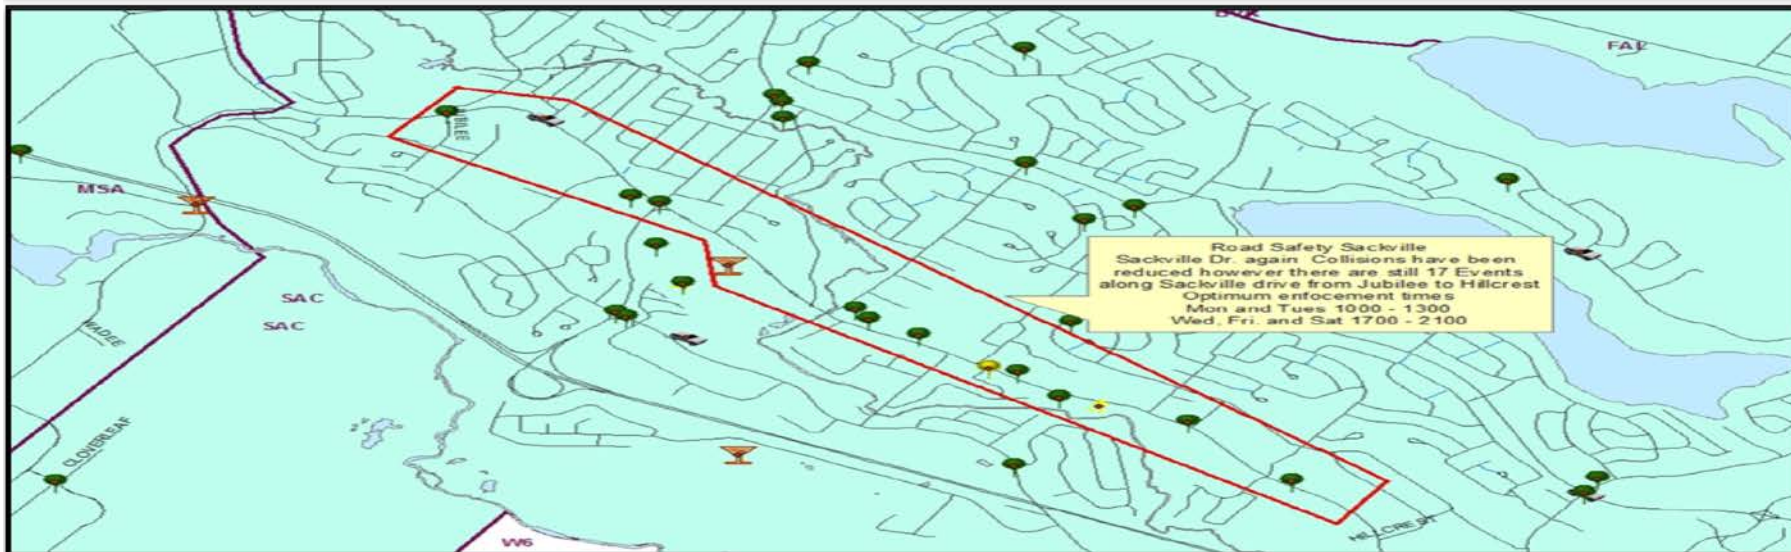 FAL
MSA
JUBILEE
Road Safety Sackville
Sackville Dr. again Collisions have been
reduced however there are still 17 Events
along Sackville drive from Jubilee to Hillcrest
Optimum enfocement times
Mon and Tues 1000 - 1300
Wed, Fri. and Sat 1700 - 2100
SAC
SAC
WADEE
CLOVERLEAF
HILLCREST
W6